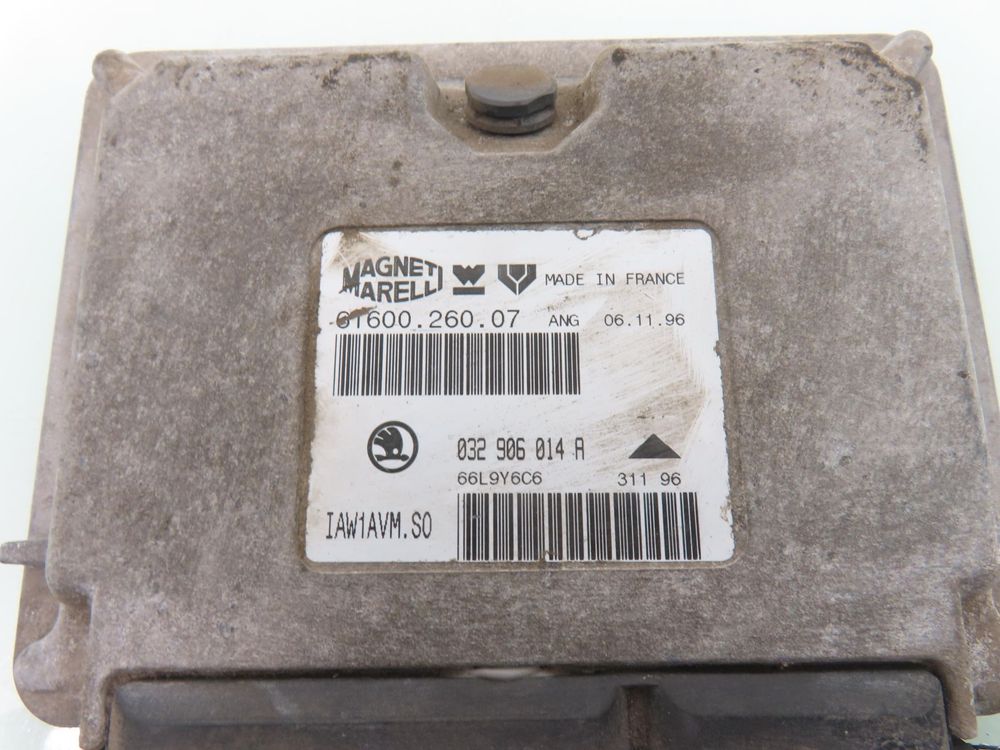 MAGNETI
MARELLI
MADE IN FRANCE
61600.260.07 ANG 06.11.96
032 906 014 A
66L9Y6C6 311 96
IAW1AVM.S0